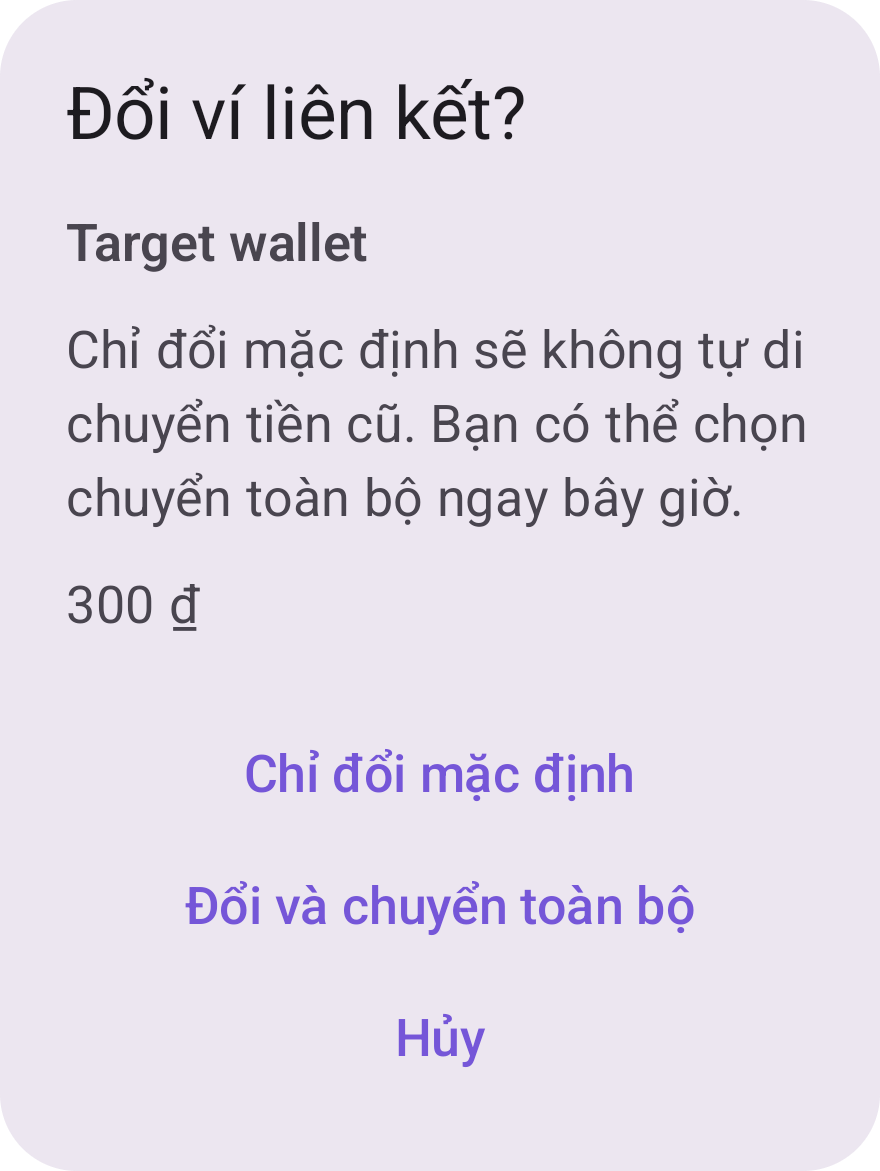 Đổi ví liên kết?
Target wallet
Chỉ đổi mặc định sẽ không tự di
chuyển tiền cũ. Bạn có thể chọn
chuyển toàn bộ ngay bây giờ.
300 ₫
Chỉ đổi mặc định
Đổi và chuyển toàn bộ
Hủy